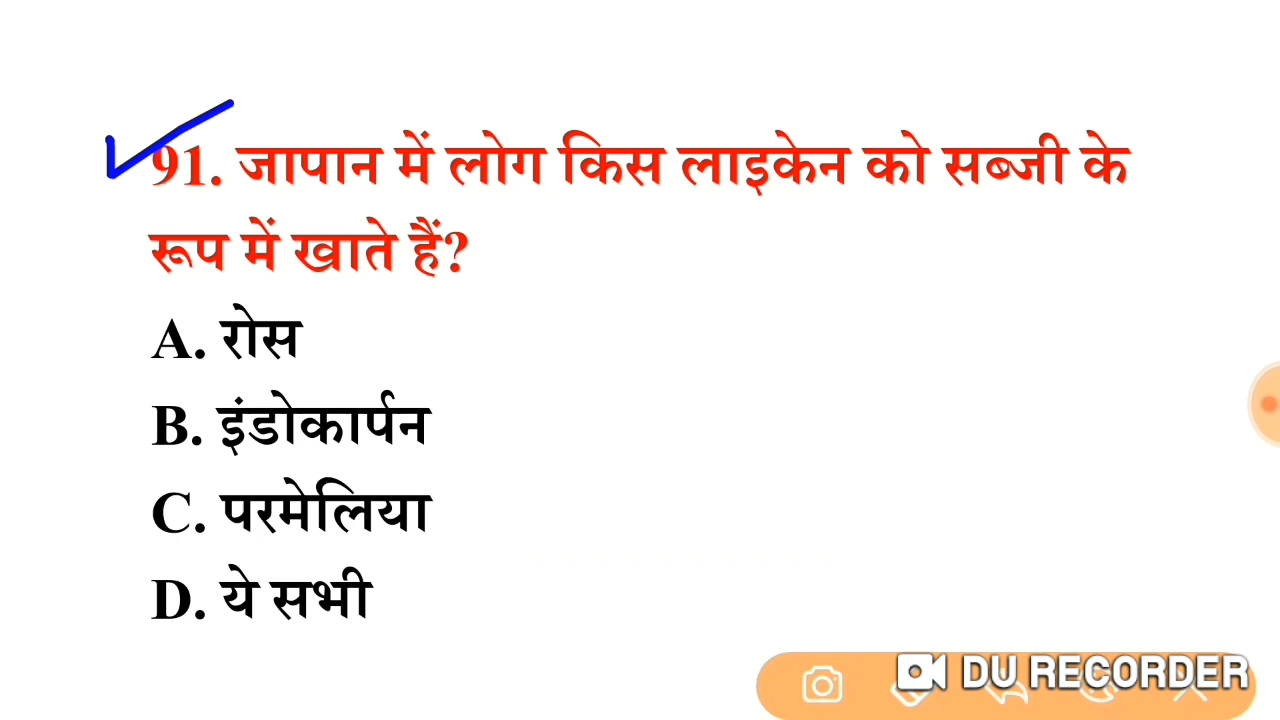 91. जापान में लोग किस लाइकेन को सब्जी के
रूप में खाते हैं?
A. रोस
B. इंडोकार्पन
C. परमेलिया
D. ये सभी
DU RECORDER